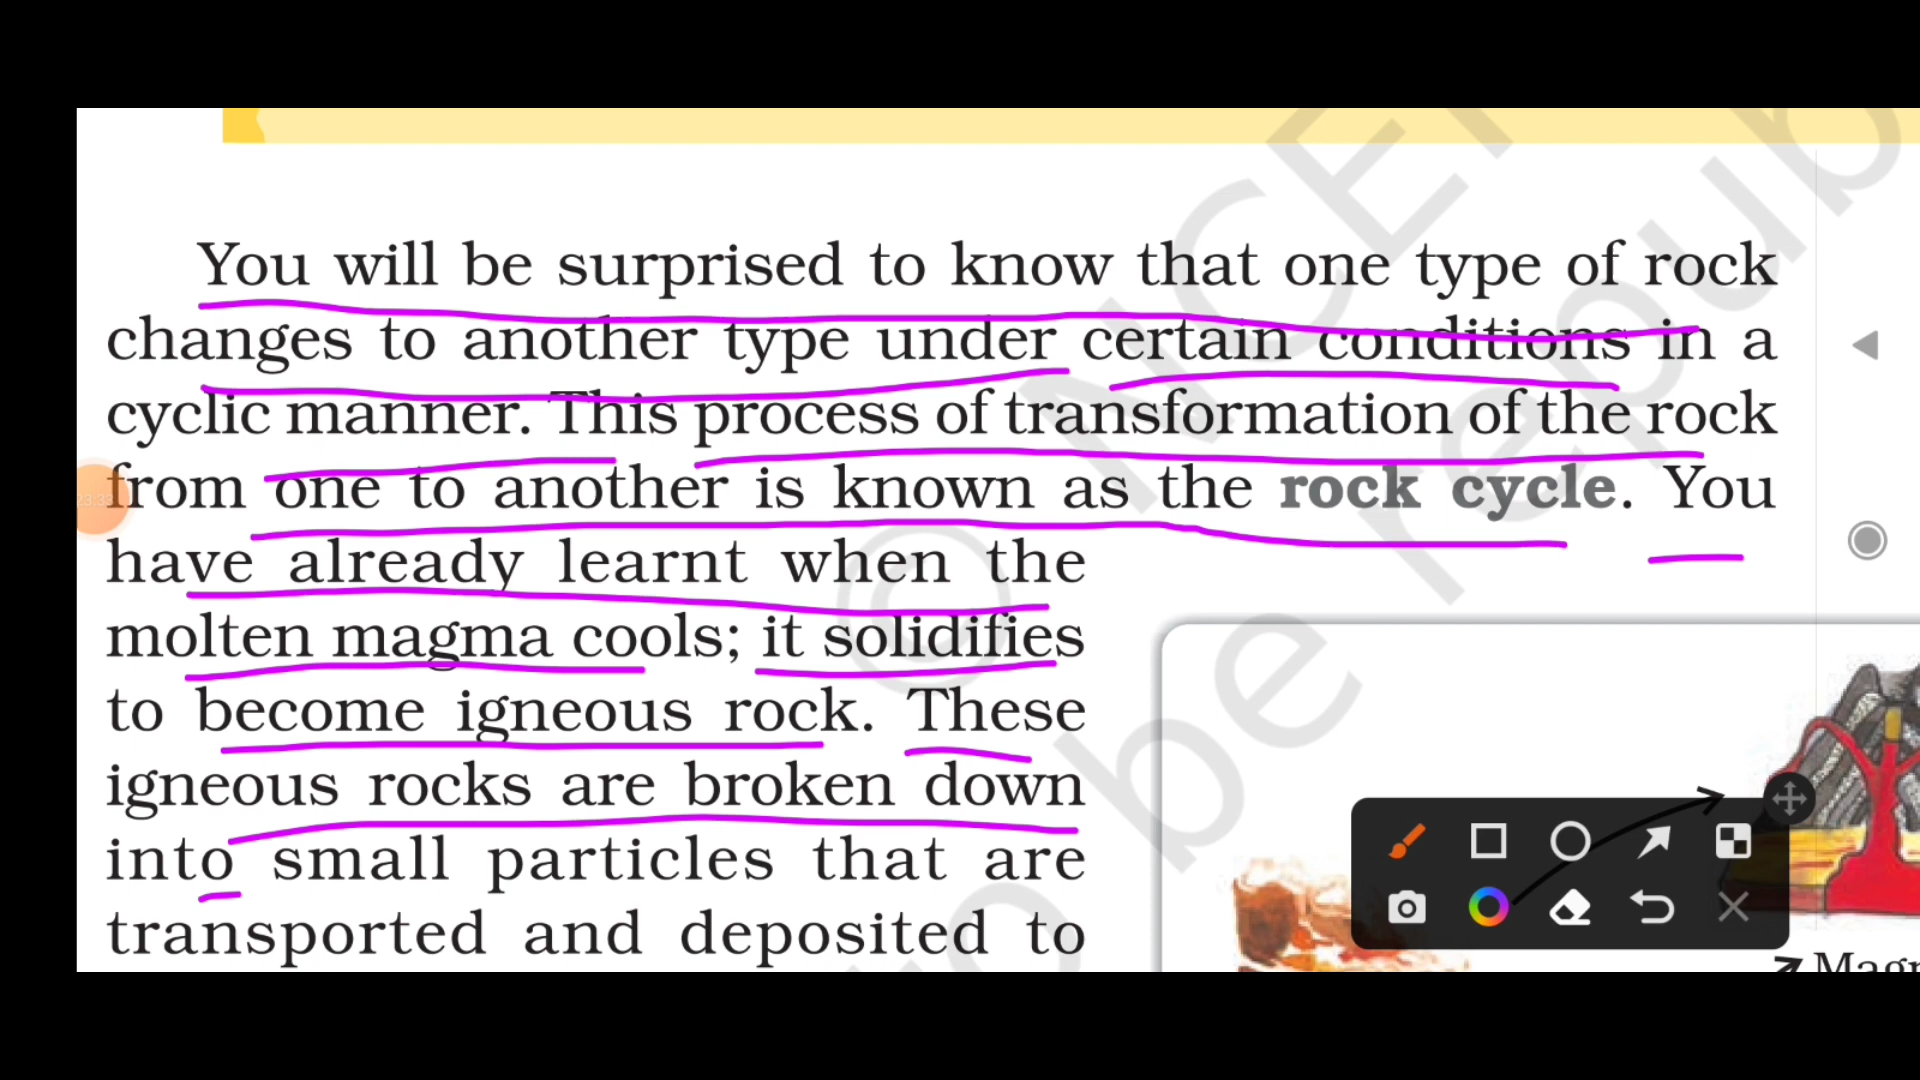 You will be surprised to know that one type of rock
changes to another type under certain conditions in a
cyclic manner. This process of transformation of the rock
from one to another is known as the rock cycle. You
have already learnt when the
molten magma cools; it solidifies
to become igneous rock. These
igneous rocks are broken down
into small particles that are
transported and deposited to
© NCE
be repub